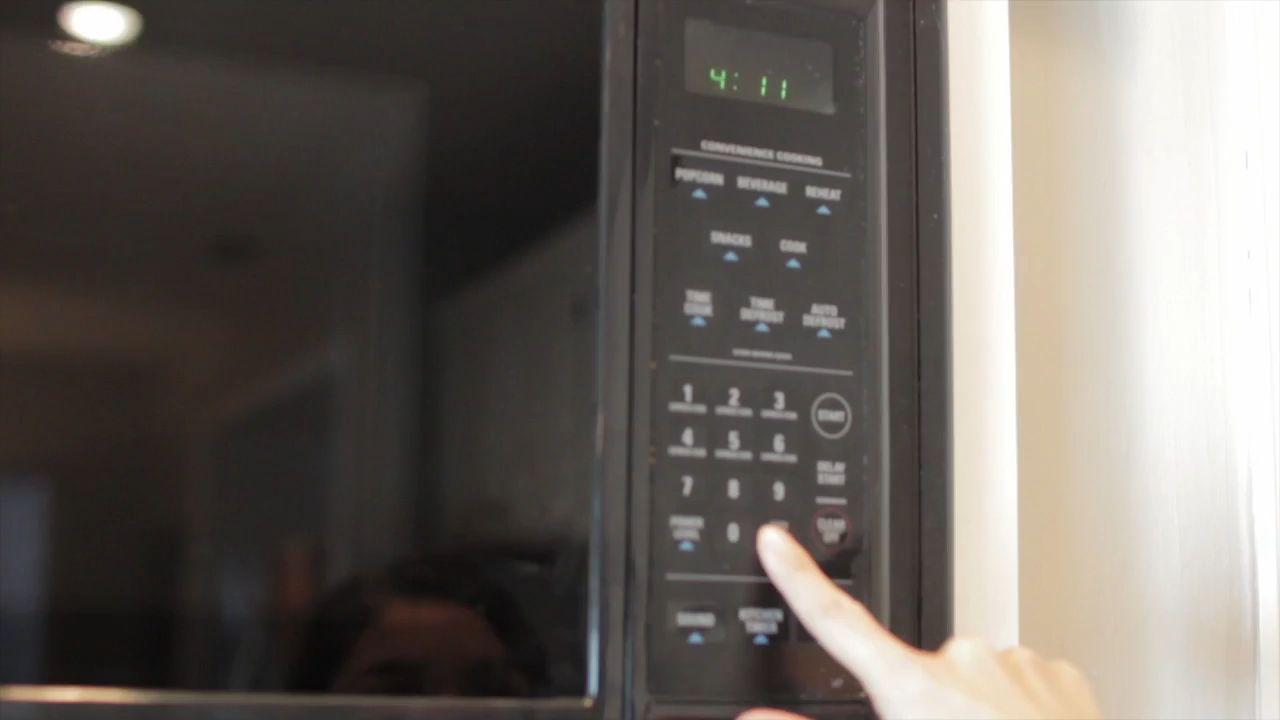 4:11
CONVENIENCE COOKING
POPCORN BEVERAGE REHEAT
SNACKS COOK
TIME COOK TIME DEFROST AUTO DEFROST
1 2 3 START
4 5 6
7 8 9 DELAY START
POWER LEVEL 0 CLEAR OFF
SOUND KITCHEN TIMER